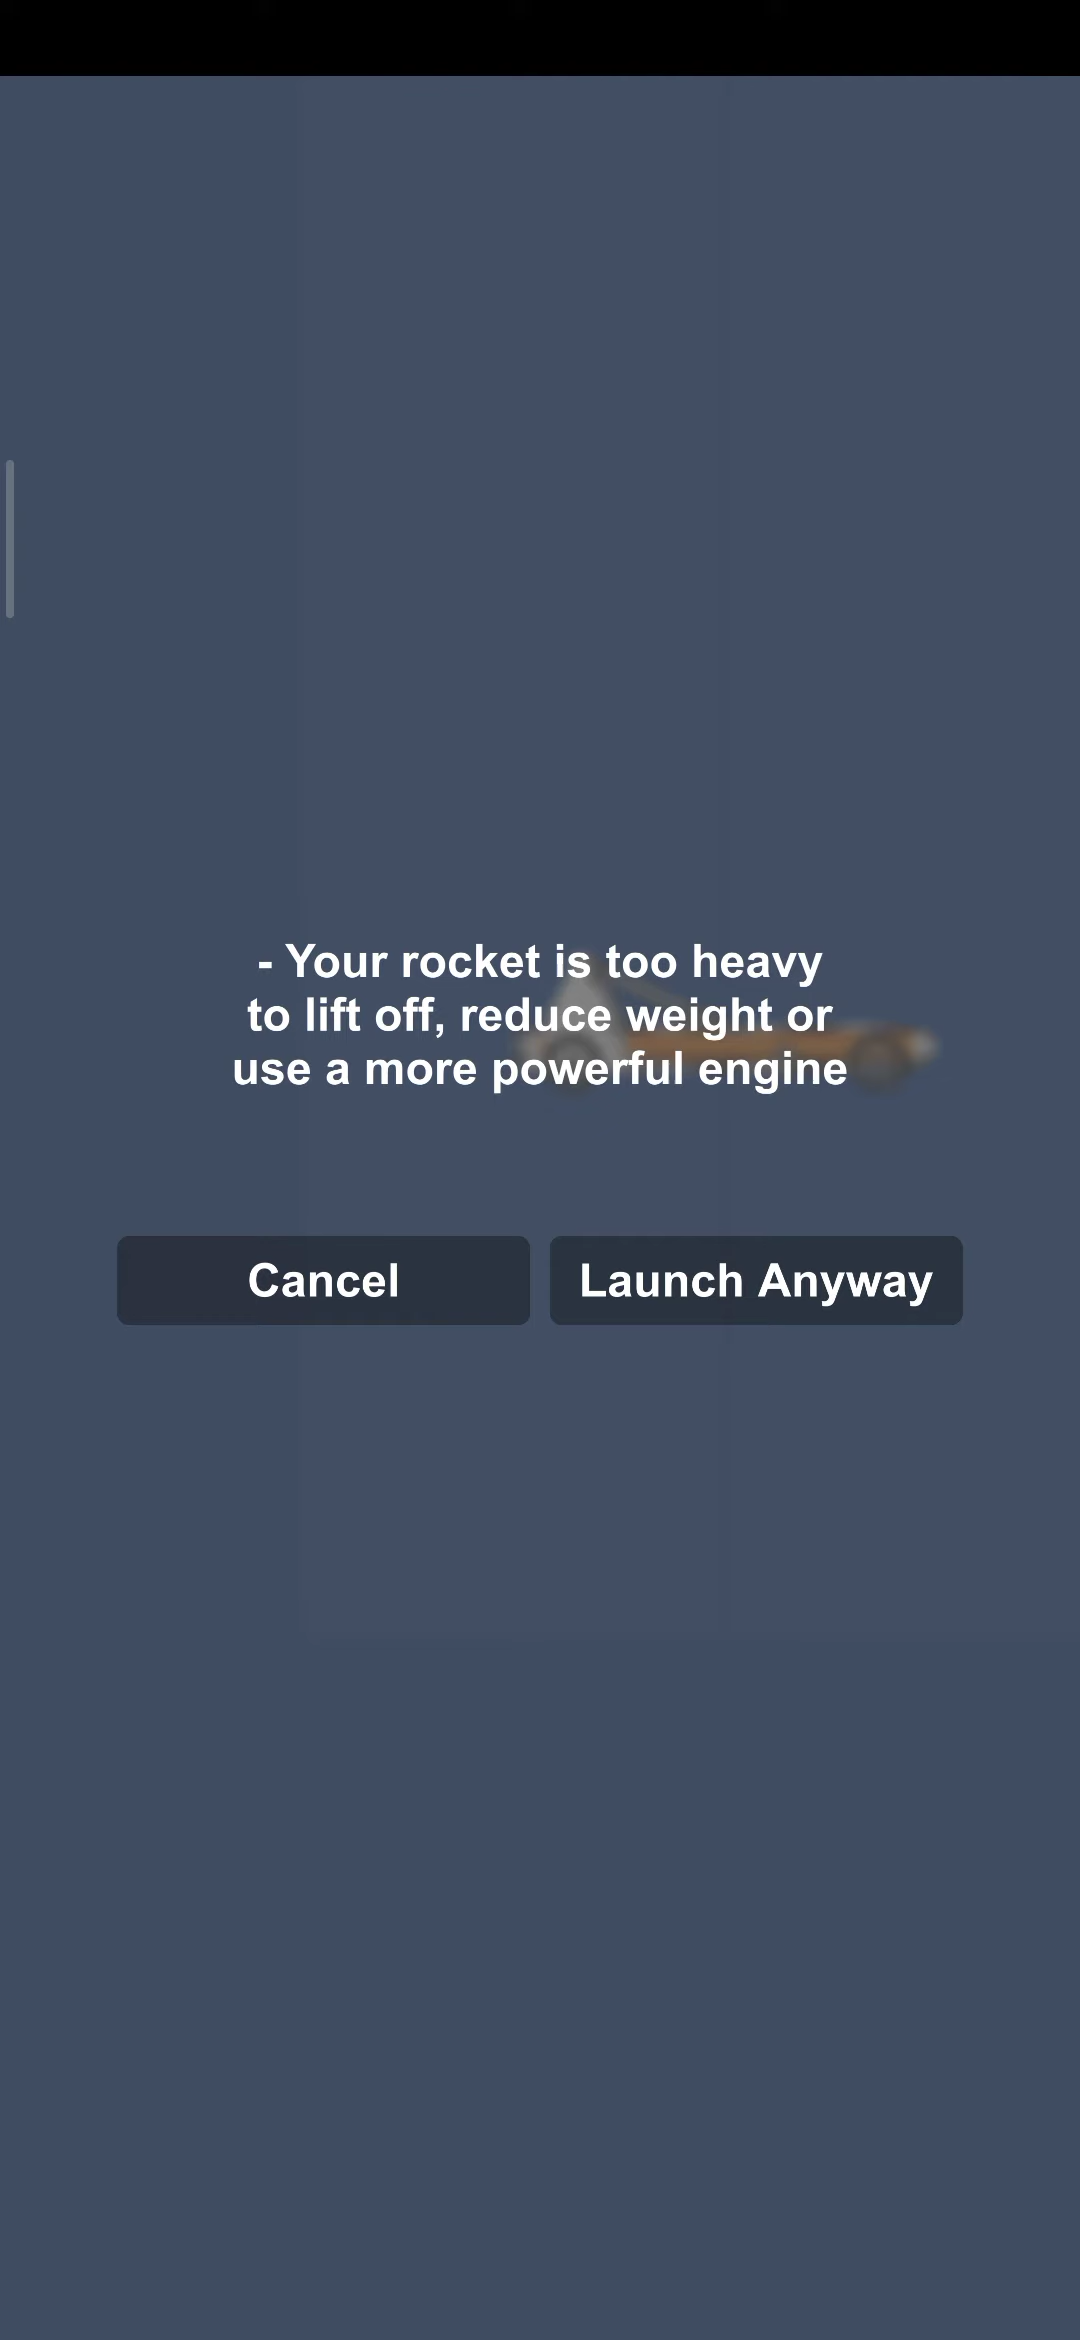 - Your rocket is too heavy
to lift off, reduce weight or
use a more powerful engine
Cancel
Launch Anyway